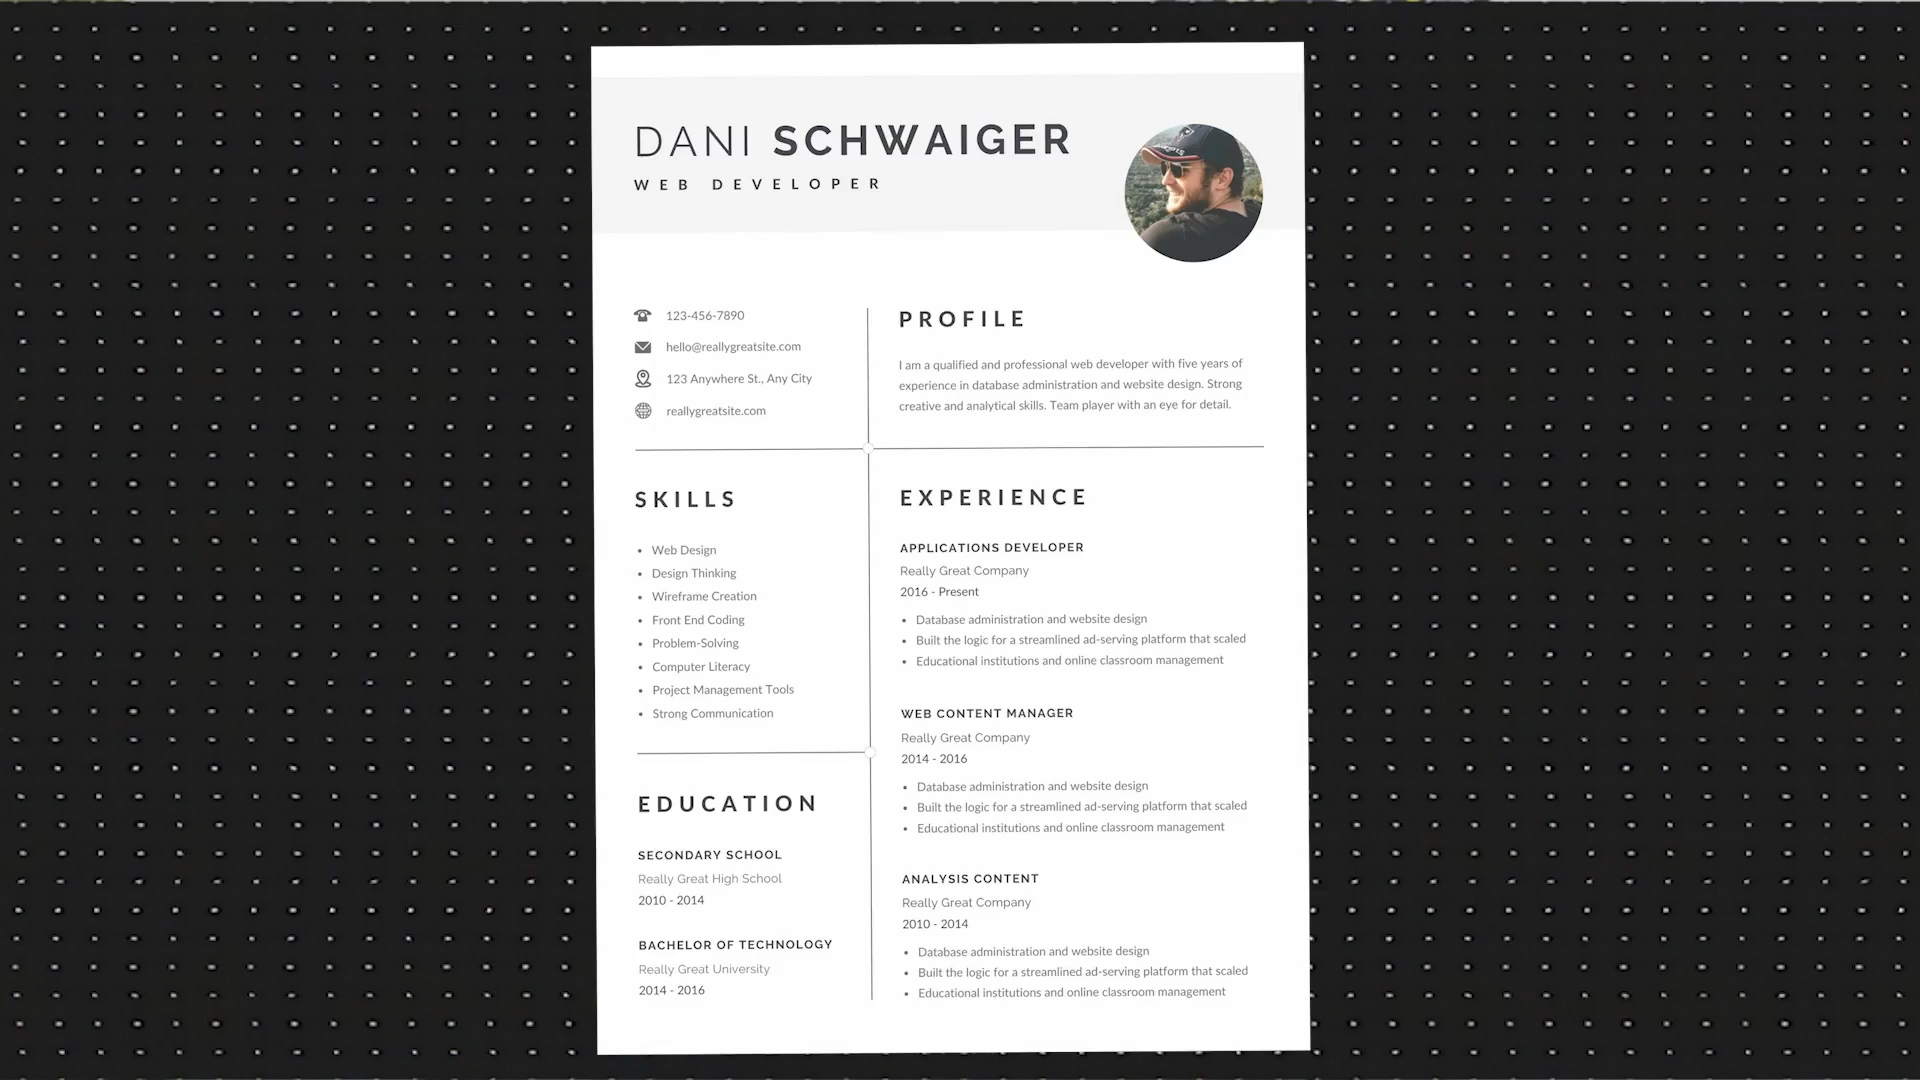 DANI SCHWAIGER
WEB DEVELOPER
123-456-7890
hello@reallygreatsite.com
123 Anywhere St., Any City
reallygreatsite.com
PROFILE
I am a qualified and professional web developer with five years of
experience in database administration and website design. Strong
creative and analytical skills. Team player with an eye for detail.
SKILLS
• Web Design
• Design Thinking
• Wireframe Creation
• Front End Coding
• Problem-Solving
• Computer Literacy
• Project Management Tools
• Strong Communication
EDUCATION
SECONDARY SCHOOL
Really Great High School
2010 - 2014
BACHELOR OF TECHNOLOGY
Really Great University
2014 - 2016
EXPERIENCE
APPLICATIONS DEVELOPER
Really Great Company
2016 - Present
• Database administration and website design
• Built the logic for a streamlined ad-serving platform that scaled
• Educational institutions and online classroom management
WEB CONTENT MANAGER
Really Great Company
2014 - 2016
• Database administration and website design
• Built the logic for a streamlined ad-serving platform that scaled
• Educational institutions and online classroom management
ANALYSIS CONTENT
Really Great Company
2010 - 2014
• Database administration and website design
• Built the logic for a streamlined ad-serving platform that scaled
• Educational institutions and online classroom management